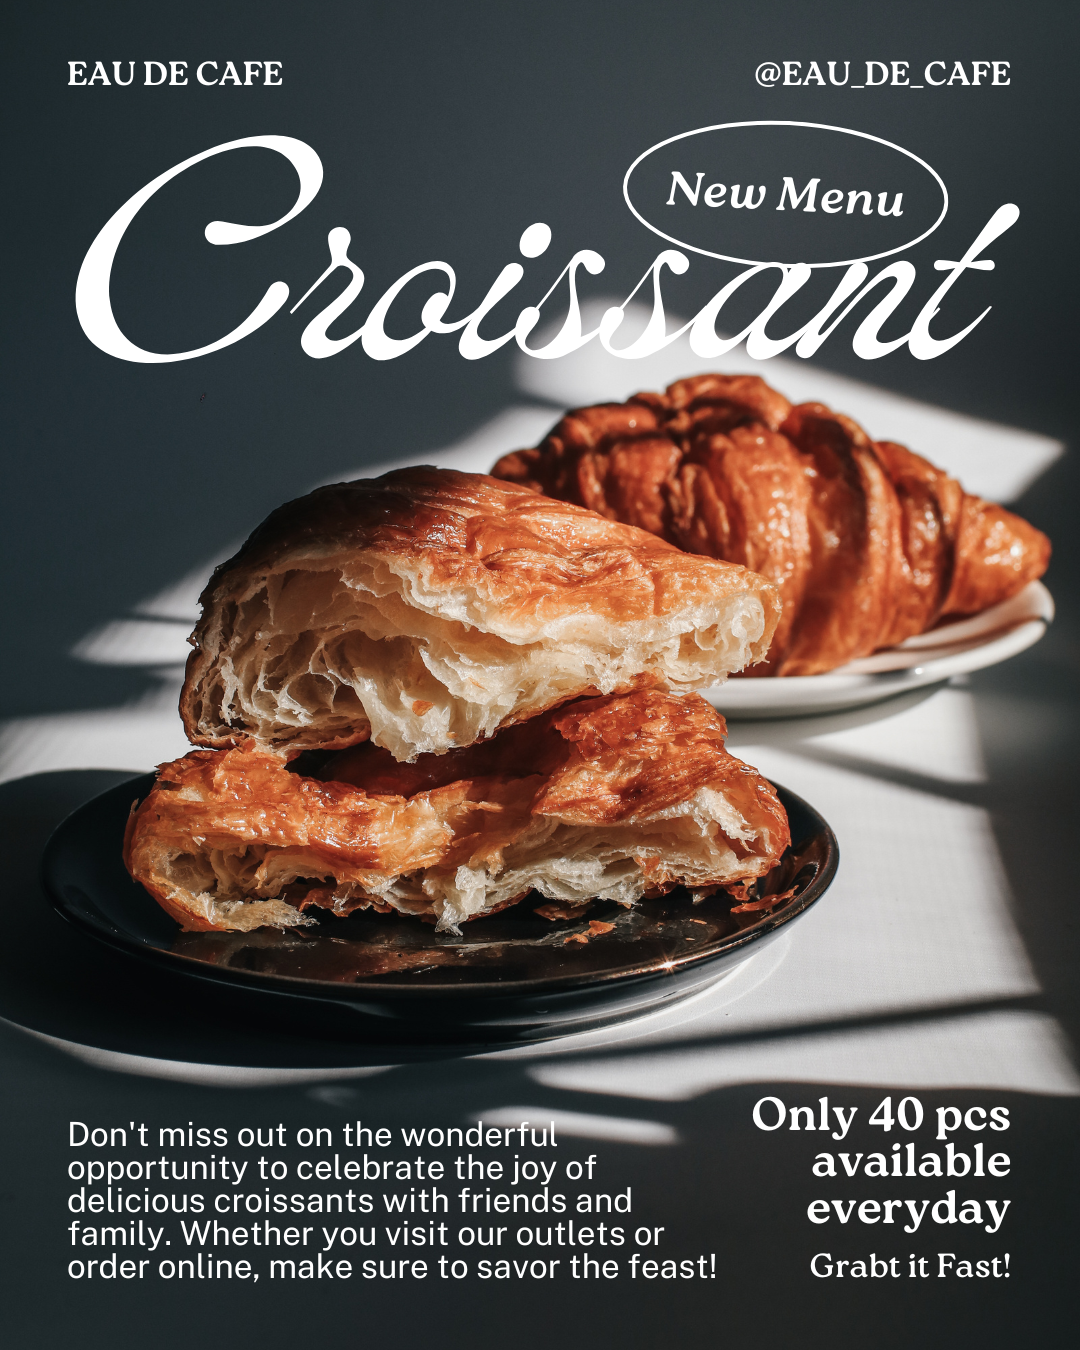 EAU DE CAFE
@EAU_DE_CAFE
New Menu
Croissant
Don't miss out on the wonderful
opportunity to celebrate the joy of
delicious croissants with friends and
family. Whether you visit our outlets or
order online, make sure to savor the feast!
Only 40 pcs
available
everyday
Grabt it Fast!